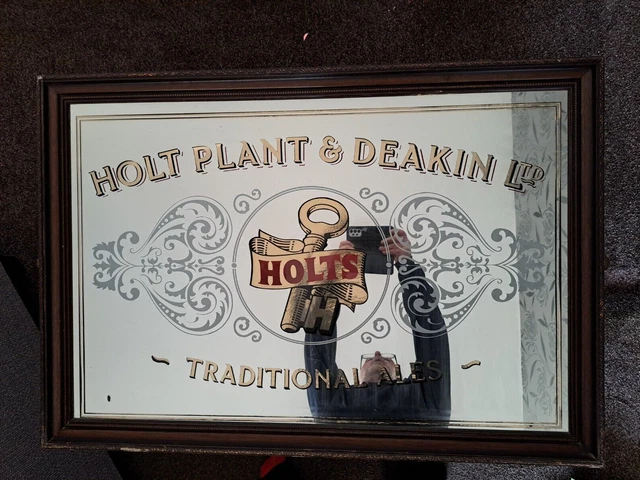 HOLT PLANT & DEAKIN LTD
HOLTS
H
TRADITIONAL ALES